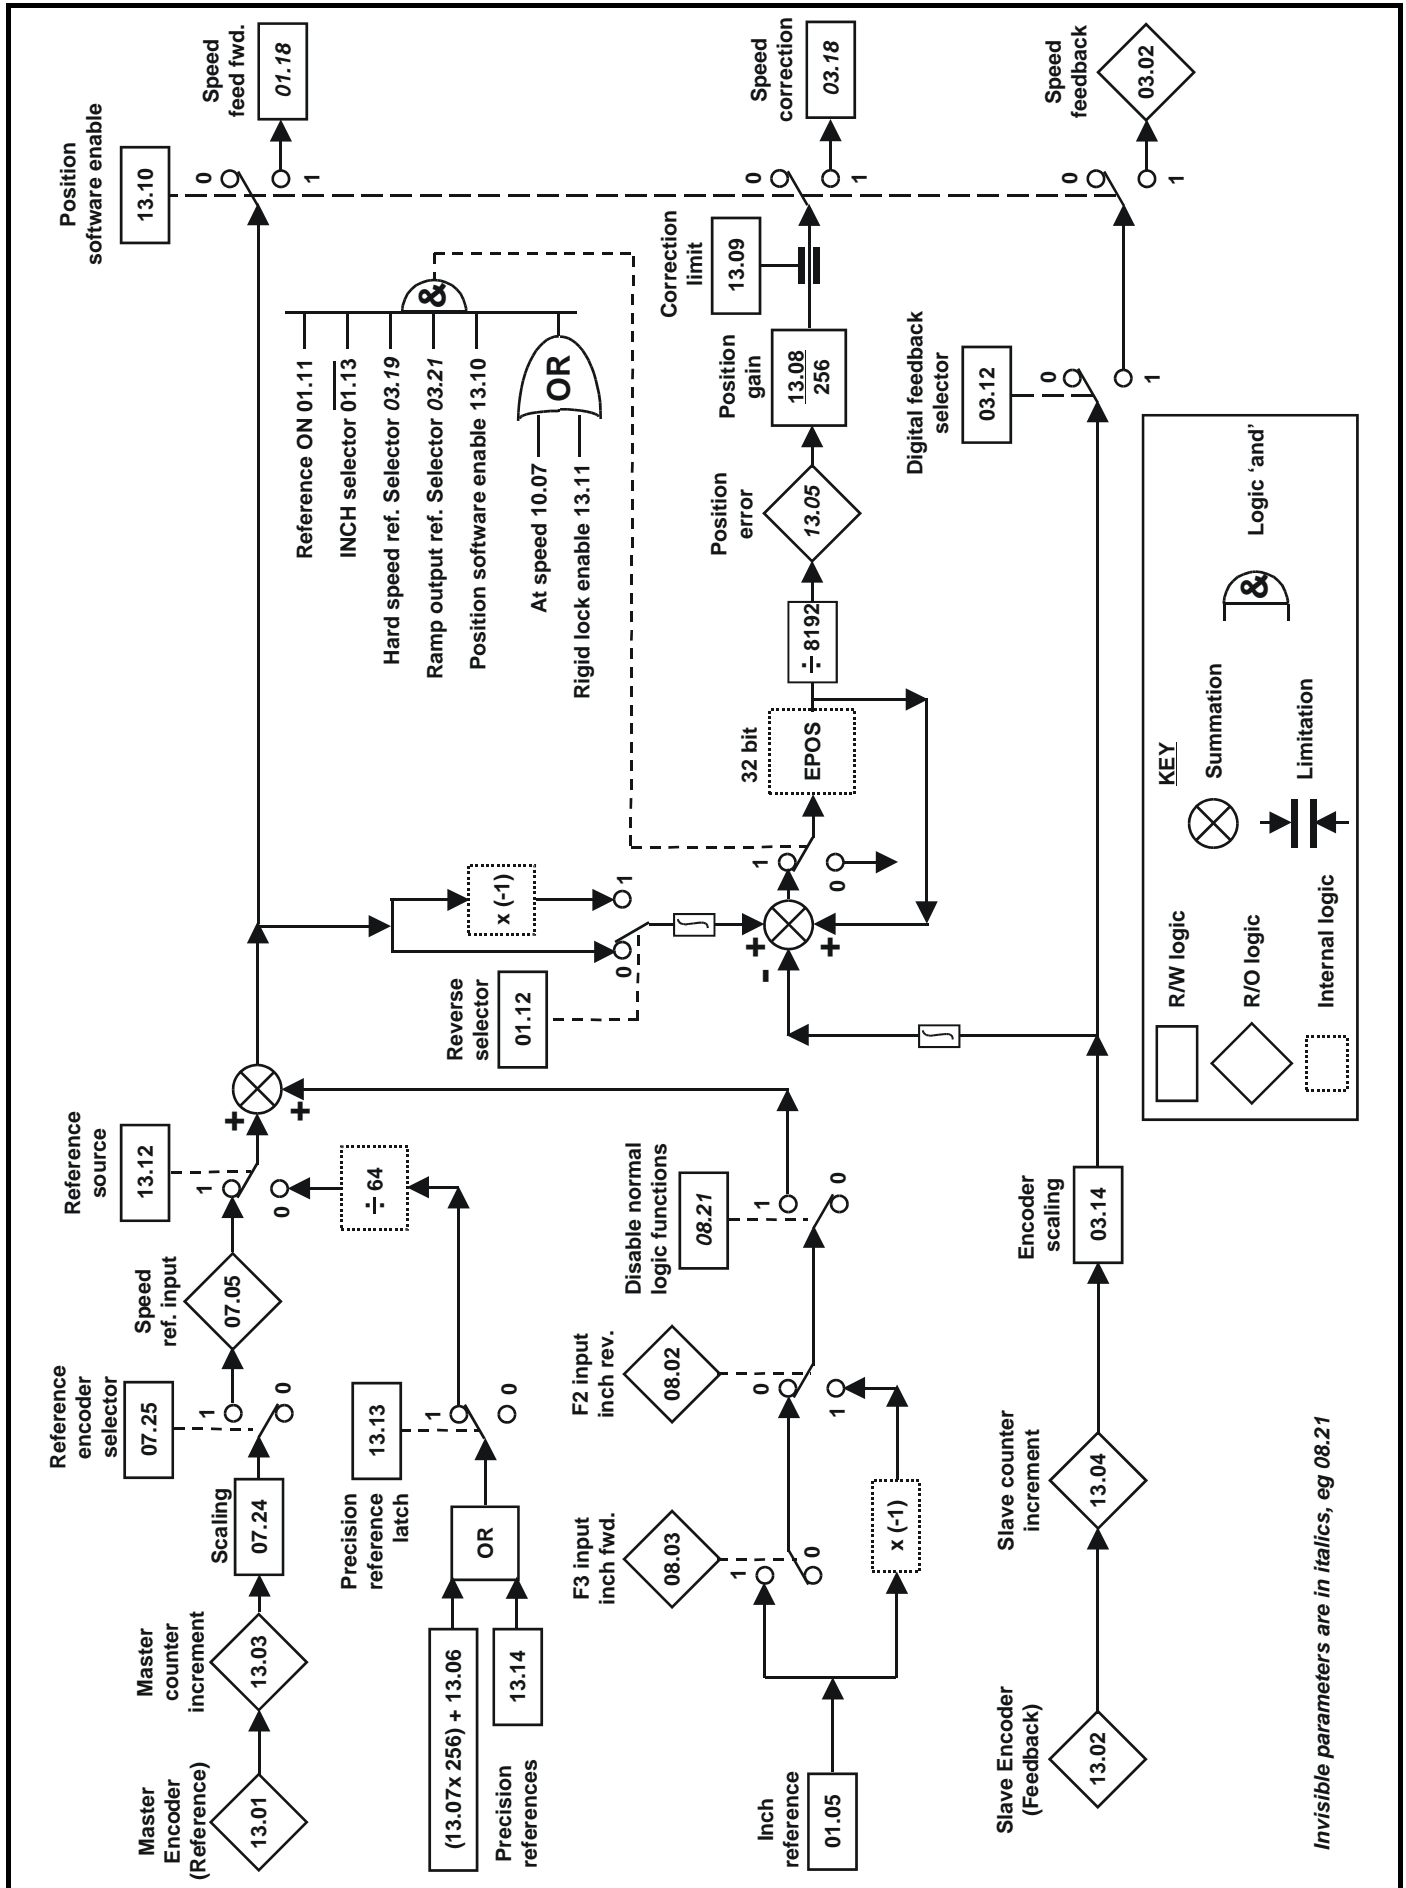 Master
Encoder
(Reference)
13.01
Master
counter
increment
13.03
Scaling
07.24
Reference
encoder
selector
07.25
1
0
Speed
ref. input
07.05
Reference
source
13.12
1
0
+
+
Position
software enable
13.10
0
1
Speed
feed fwd.
01.18
(13.07x 256) + 13.06
13.14
Precision
references
OR
Precision
reference
latch
13.13
1
0
÷ 64
Reverse
selector
01.12
x (-1)
0
1
Reference ON 01.11
INCH selector 01.13
Hard speed ref. Selector 03.19
Ramp output ref. Selector 03.21
Position software enable 13.10
At speed 10.07
Rigid lock enable 13.11
OR
&
Inch
reference
01.05
F3 input
inch fwd.
08.03
1
0
x (-1)
F2 input
inch rev.
08.02
0
1
Disable normal
logic functions
08.21
1
0
+
-
+
1
0
32 bit
EPOS
÷ 8192
Position
error
13.05
Position
gain
13.08
256
Correction
limit
13.09
0
1
Speed
correction
03.18
Slave Encoder
(Feedback)
13.02
Slave counter
increment
13.04
Encoder
scaling
03.14
Digital feedback
selector
03.12
0
1
0
1
Speed
feedback
03.02
KEY
R/W logic
Summation
R/O logic
Logic ‘and’
&
Internal logic
Limitation
Invisible parameters are in italics, eg 08.21